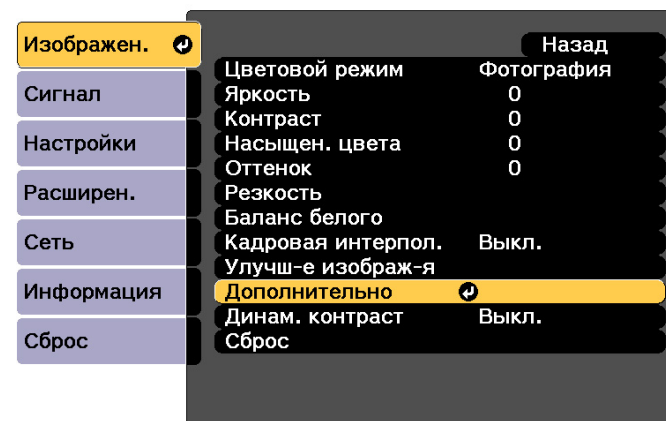 Изображен.
Сигнал
Настройки
Расширен.
Сеть
Информация
Сброс
Назад
Цветовой режим Фотография
Яркость 0
Контраст 0
Насыщен. цвета 0
Оттенок 0
Резкость
Баланс белого
Кадровая интерпол. Выкл.
Улучш-е изображ-я
Дополнительно
Динам. контраст Выкл.
Сброс